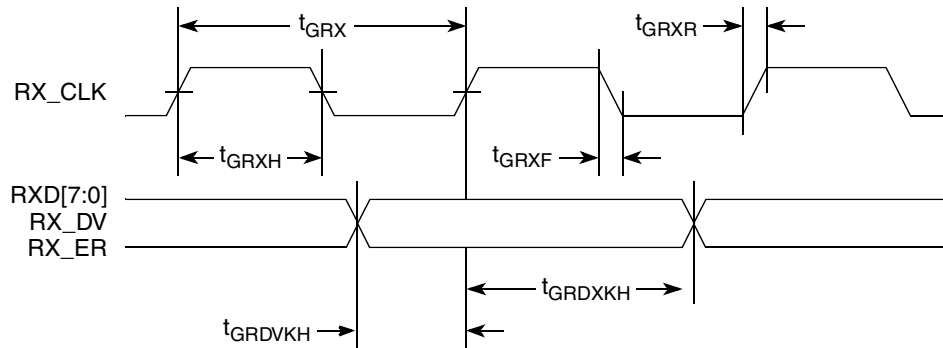 tGRX
tGRXR
RX_CLK
tGRXH
tGRXF
RXD[7:0]
RX_DV
RX_ER
tGRDXKH
tGRDVKH